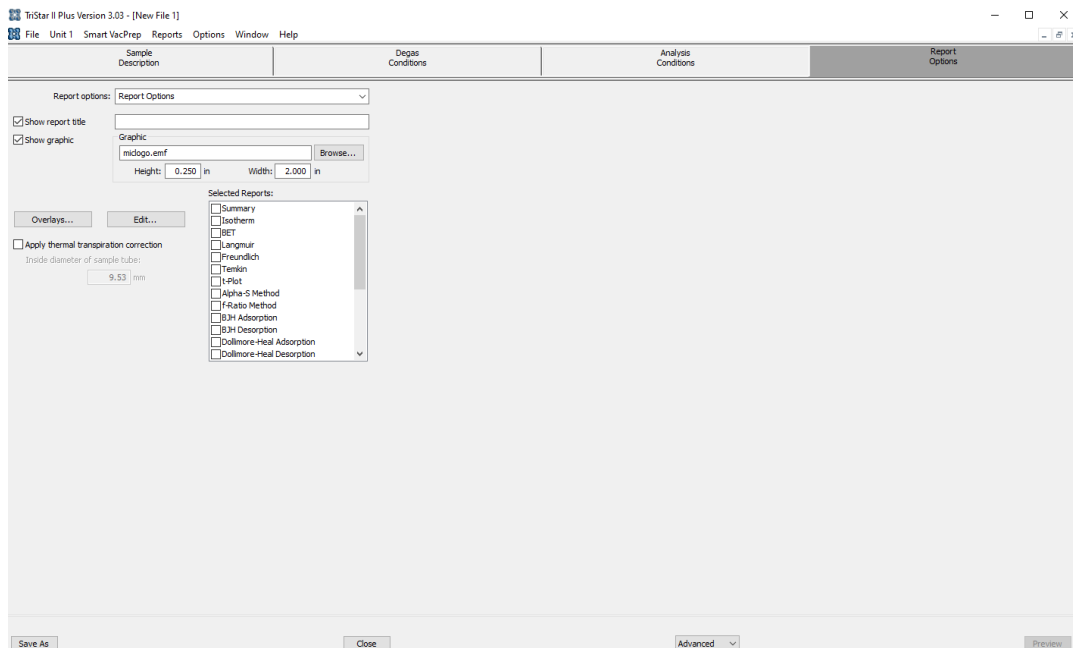 TriStar II Plus Version 3.03 - [New File 1]
File Unit 1 Smart VacPrep Reports Options Window Help
Sample Description
Degas Conditions
Analysis Conditions
Report Options
Report options: Report Options
Show report title
Show graphic
Graphic
miclogo.emf Browse...
Height: 0.250 in Width: 2.000 in
Selected Reports:
Overlays... Edit...
Apply thermal transpiration correction
Inside diameter of sample tube:
9.53 mm
Summary
Isotherm
BET
Langmuir
Freundlich
Temkin
t-Plot
Alpha-S Method
f-Ratio Method
BJH Adsorption
BJH Desorption
Dollimore-Heal Adsorption
Dollimore-Heal Desorption
Save As Close Advanced Preview